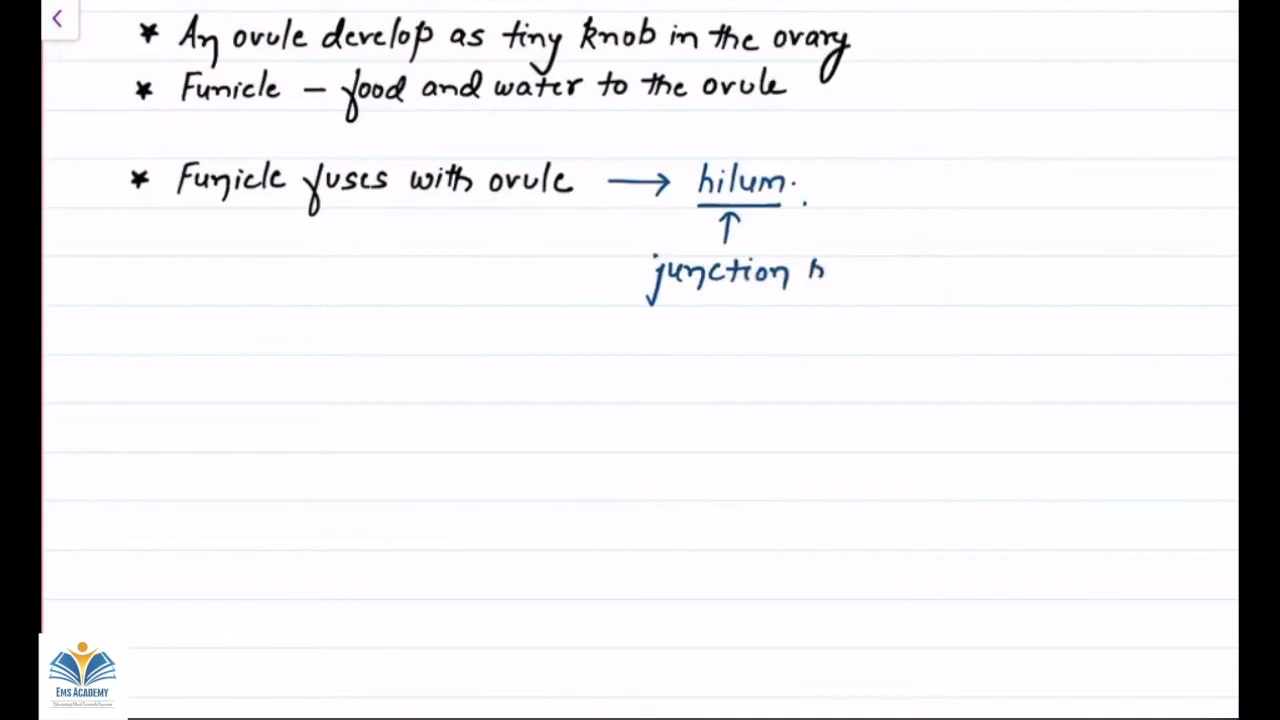 * An ovule develop as tiny knob in the ovary
* Funicle – food and water to the ovule
* Funicle fuses with ovule → hilum.
↑
junction
EMS ACADEMY